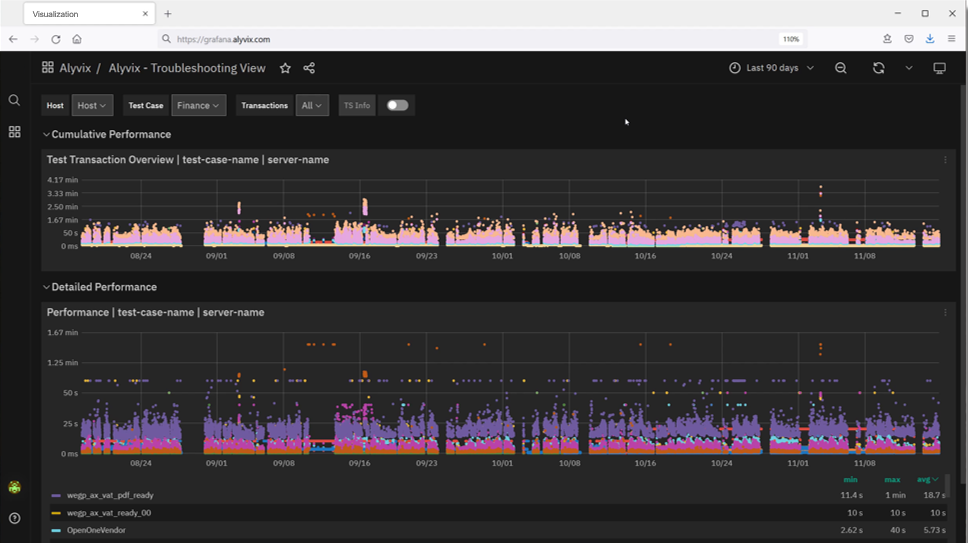 Visualization
https://grafana.alyvix.com
110%
Alyvix / Alyvix - Troubleshooting View
Last 90 days
Host Host Test Case Finance Transactions All TS Info
Cumulative Performance
Test Transaction Overview | test-case-name | server-name
4.17 min
3.33 min
2.50 min
1.67 min
50 s
0 ms
08/24 09/01 09/08 09/16 09/23 10/01 10/08 10/16 10/23 11/01 11/08
Detailed Performance
Performance | test-case-name | server-name
1.67 min
1.25 min
50 s
25 s
0 ms
08/24 09/01 09/08 09/16 09/23 10/01 10/08 10/16 10/23 11/01 11/08
min max avg
wegp_ax_vat_pdf_ready 11.4 s 1 min 18.7 s
wegp_ax_vat_ready_00 10 s 10 s 10 s
OpenOneVendor 2.62 s 40 s 5.73 s